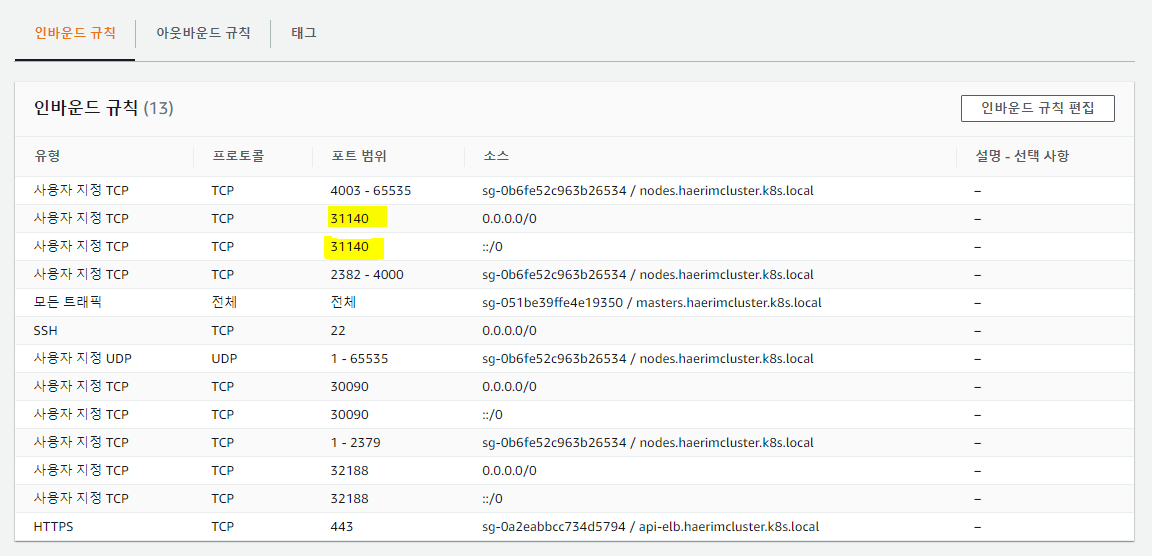 인바운드 규칙 아웃바운드 규칙 태그
인바운드 규칙 (13) 인바운드 규칙 편집
유형 프로토콜 포트 범위 소스 설명 - 선택 사항
사용자 지정 TCP TCP 4003 - 65535 sg-0b6fe52c963b26534 / nodes.haerimcluster.k8s.local –
사용자 지정 TCP TCP 31140 0.0.0.0/0 –
사용자 지정 TCP TCP 31140 ::/0 –
사용자 지정 TCP TCP 2382 - 4000 sg-0b6fe52c963b26534 / nodes.haerimcluster.k8s.local –
모든 트래픽 전체 전체 sg-051be39ffe4e19350 / masters.haerimcluster.k8s.local –
SSH TCP 22 0.0.0.0/0 –
사용자 지정 UDP UDP 1 - 65535 sg-0b6fe52c963b26534 / nodes.haerimcluster.k8s.local –
사용자 지정 TCP TCP 30090 0.0.0.0/0 –
사용자 지정 TCP TCP 30090 ::/0 –
사용자 지정 TCP TCP 1 - 2379 sg-0b6fe52c963b26534 / nodes.haerimcluster.k8s.local –
사용자 지정 TCP TCP 32188 0.0.0.0/0 –
사용자 지정 TCP TCP 32188 ::/0 –
HTTPS TCP 443 sg-0a2eabbcc734d5794 / api-elb.haerimcluster.k8s.local –